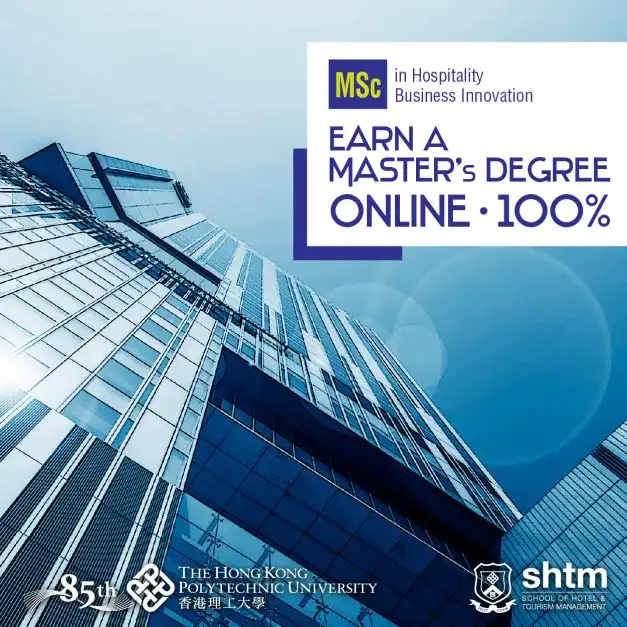 MSc
in Hospitality
Business Innovation
EARN A
MASTER's DEGREE
ONLINE • 100%
85th
THE HONG KONG
POLYTECHNIC UNIVERSITY
香港理工大學
shtm
SCHOOL OF HOTEL &
TOURISM MANAGEMENT